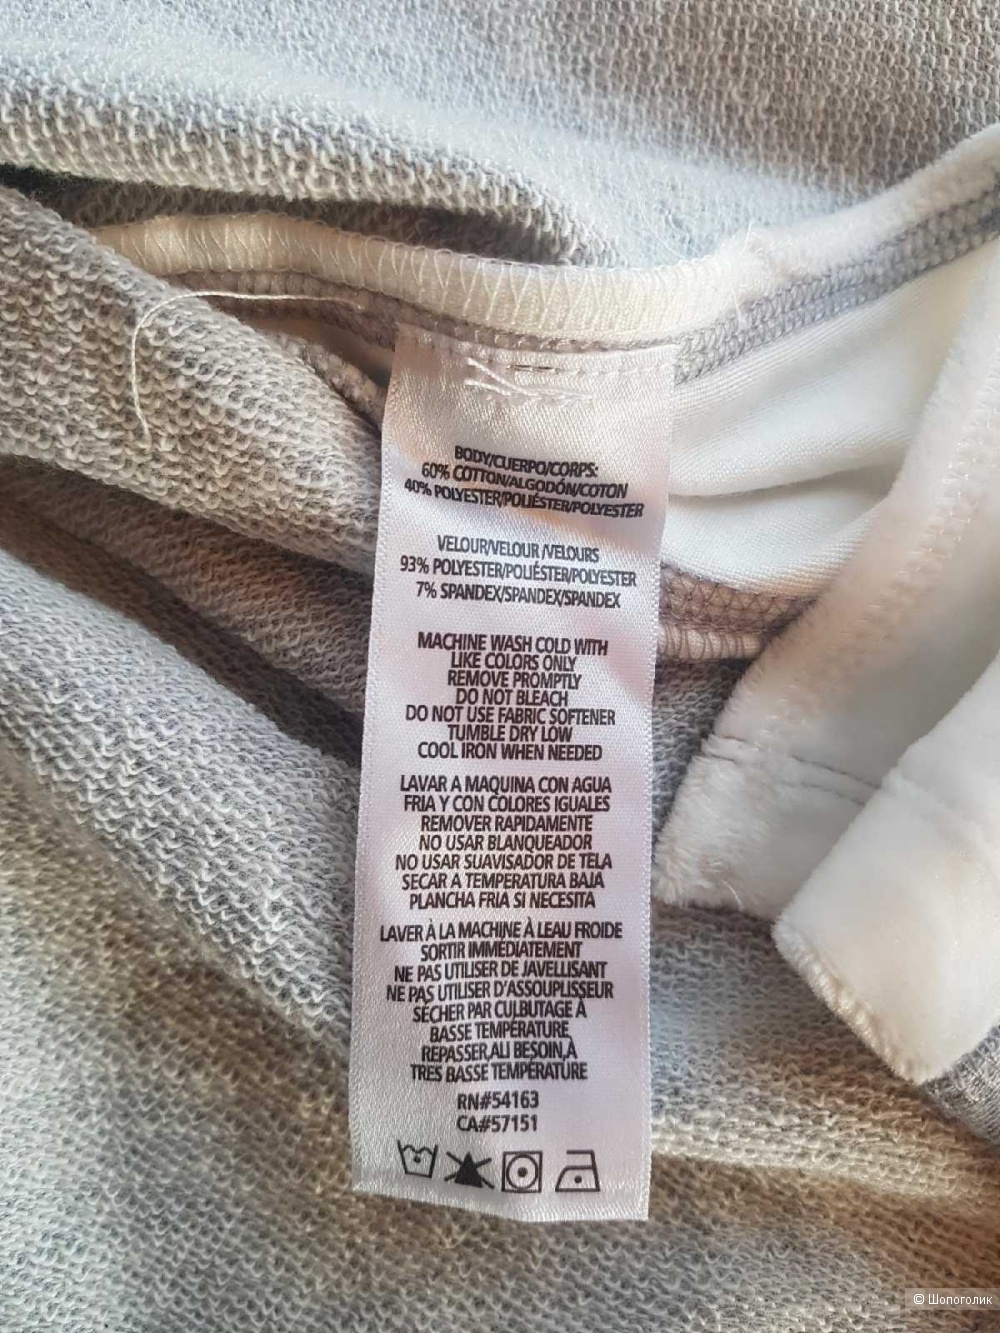 BODY/CUERPO/CORPS:
60% COTTON/ALGODÓN/COTON
40% POLYESTER/POLIÉSTER/POLYESTER
VELOUR/VELOUR/VELOURS
93% POLYESTER/POLIÉSTER/POLYESTER
7% SPANDEX/SPANDEX/SPANDEX
MACHINE WASH COLD WITH
LIKE COLORS ONLY
REMOVE PROMPTLY
DO NOT BLEACH
DO NOT USE FABRIC SOFTENER
TUMBLE DRY LOW
COOL IRON WHEN NEEDED
LAVAR A MAQUINA CON AGUA
FRIA Y CON COLORES IGUALES
REMOVER RAPIDAMENTE
NO USAR BLANQUEADOR
NO USAR SUAVISADOR DE TELA
SECAR A TEMPERATURA BAJA
PLANCHA FRIA SI NECESITA
LAVER À LA MACHINE À LEAU FROIDE
SORTIR IMMÉDIATEMENT
NE PAS UTILISER DE JAVELLISANT
NE PAS UTILISER D'ASSOUPLISSEUR
SÉCHER PAR CULBUTAGE À
BASSE TEMPÉRATURE
REPASSER,ALI BESOIN,À
TRES BASSE TEMPÉRATURE
RN#54163
CA#57151
© Шопоголик